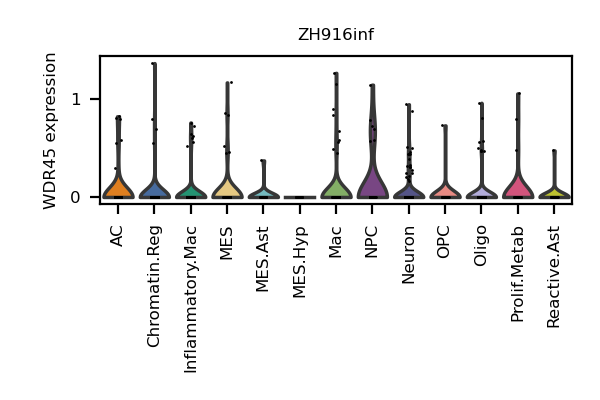 ZH916inf
WDR45 expression
1
0
AC
Chromatin.Reg
Inflammatory.Mac
MES
MES.Ast
MES.Hyp
Mac
NPC
Neuron
OPC
Oligo
Prolif.Metab
Reactive.Ast